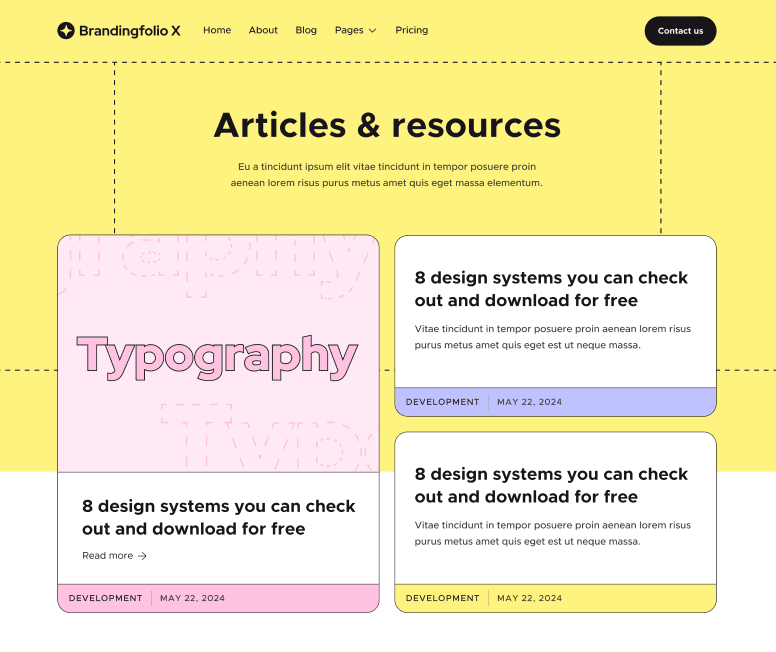 Brandingfolio X
Home
About
Blog
Pages
Pricing
Contact us
Articles & resources
Eu a tincidunt ipsum elit vitae tincidunt in tempor posuere proin
aenean lorem risus purus metus amet quis eget massa elementum.
Typography
8 design systems you can check
out and download for free
Read more
DEVELOPMENT
MAY 22, 2024
8 design systems you can check
out and download for free
Vitae tincidunt in tempor posuere proin aenean lorem risus
purus metus amet quis eget est ut neque massa.
DEVELOPMENT
MAY 22, 2024
8 design systems you can check
out and download for free
Vitae tincidunt in tempor posuere proin aenean lorem risus
purus metus amet quis eget est ut neque massa.
DEVELOPMENT
MAY 22, 2024